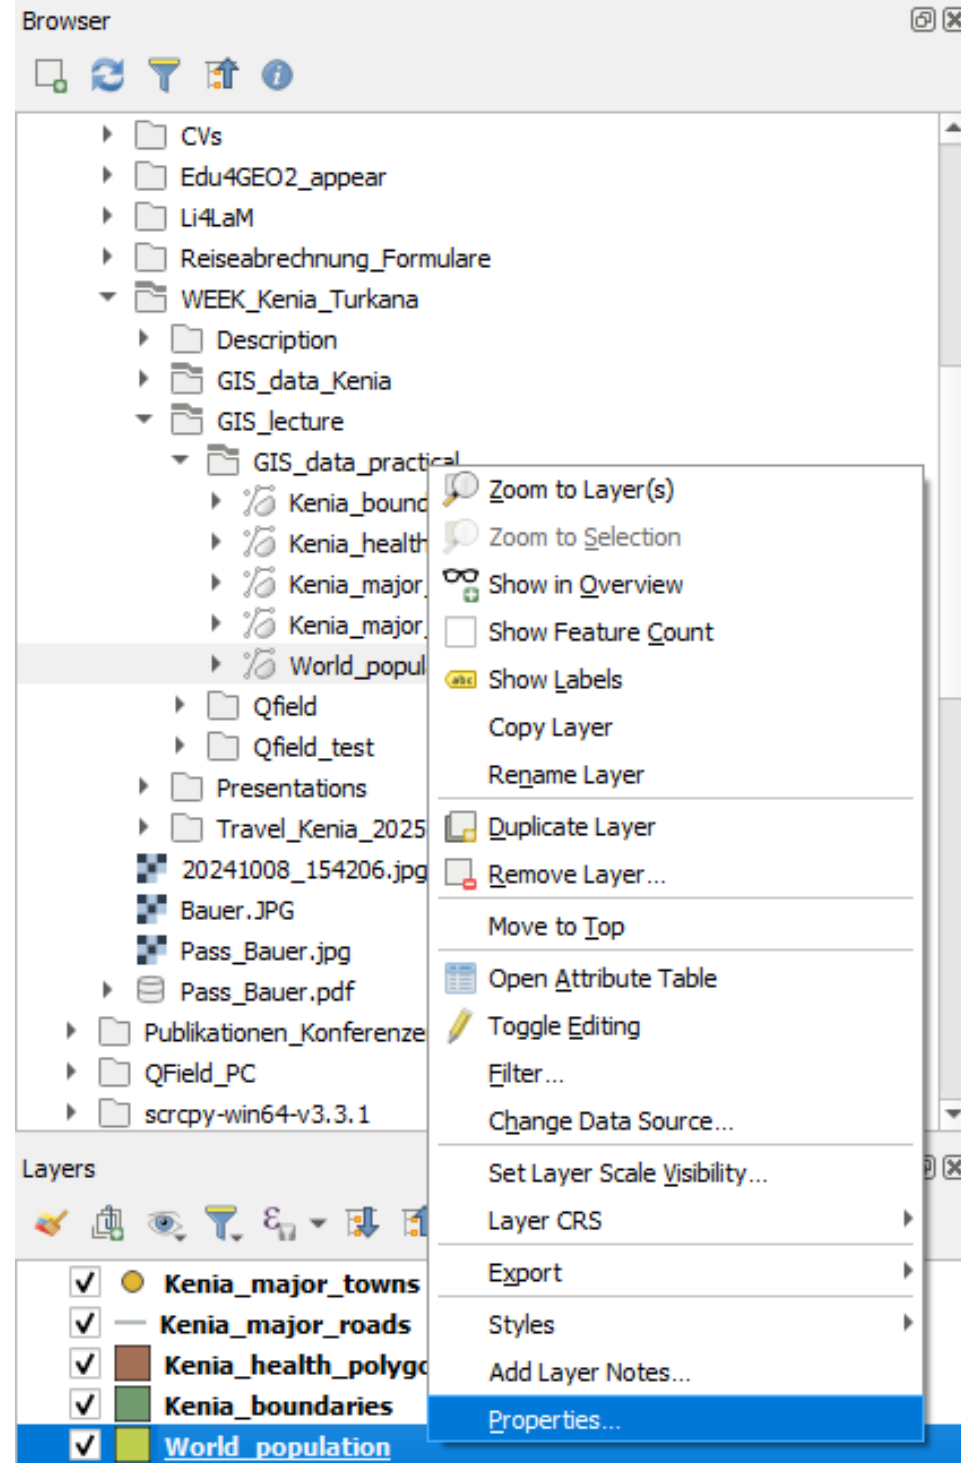 Browser
CVs
Edu4GEO2_appear
Li4LaM
Reiseabrechnung_Formulare
WEEK_Kenia_Turkana
Description
GIS_data_Kenia
GIS_lecture
GIS_data_practical
Kenia_bound
Kenia_health
Kenia_major_
Kenia_major_
World_popul
Qfield
Qfield_test
Presentations
Travel_Kenia_2025
20241008_154206.jpg
Bauer.JPG
Pass_Bauer.jpg
Pass_Bauer.pdf
Publikationen_Konferenze
QField_PC
scrcpy-win64-v3.3.1
Zoom to Layer(s)
Zoom to Selection
Show in Overview
Show Feature Count
abc Show Labels
Copy Layer
Rename Layer
Duplicate Layer
Remove Layer...
Move to Top
Open Attribute Table
Toggle Editing
Filter...
Change Data Source...
Set Layer Scale Visibility...
Layer CRS
Export
Styles
Add Layer Notes...
Properties...
Layers
Kenia_major_towns
Kenia_major_roads
Kenia_health_polygo
Kenia_boundaries
World_population